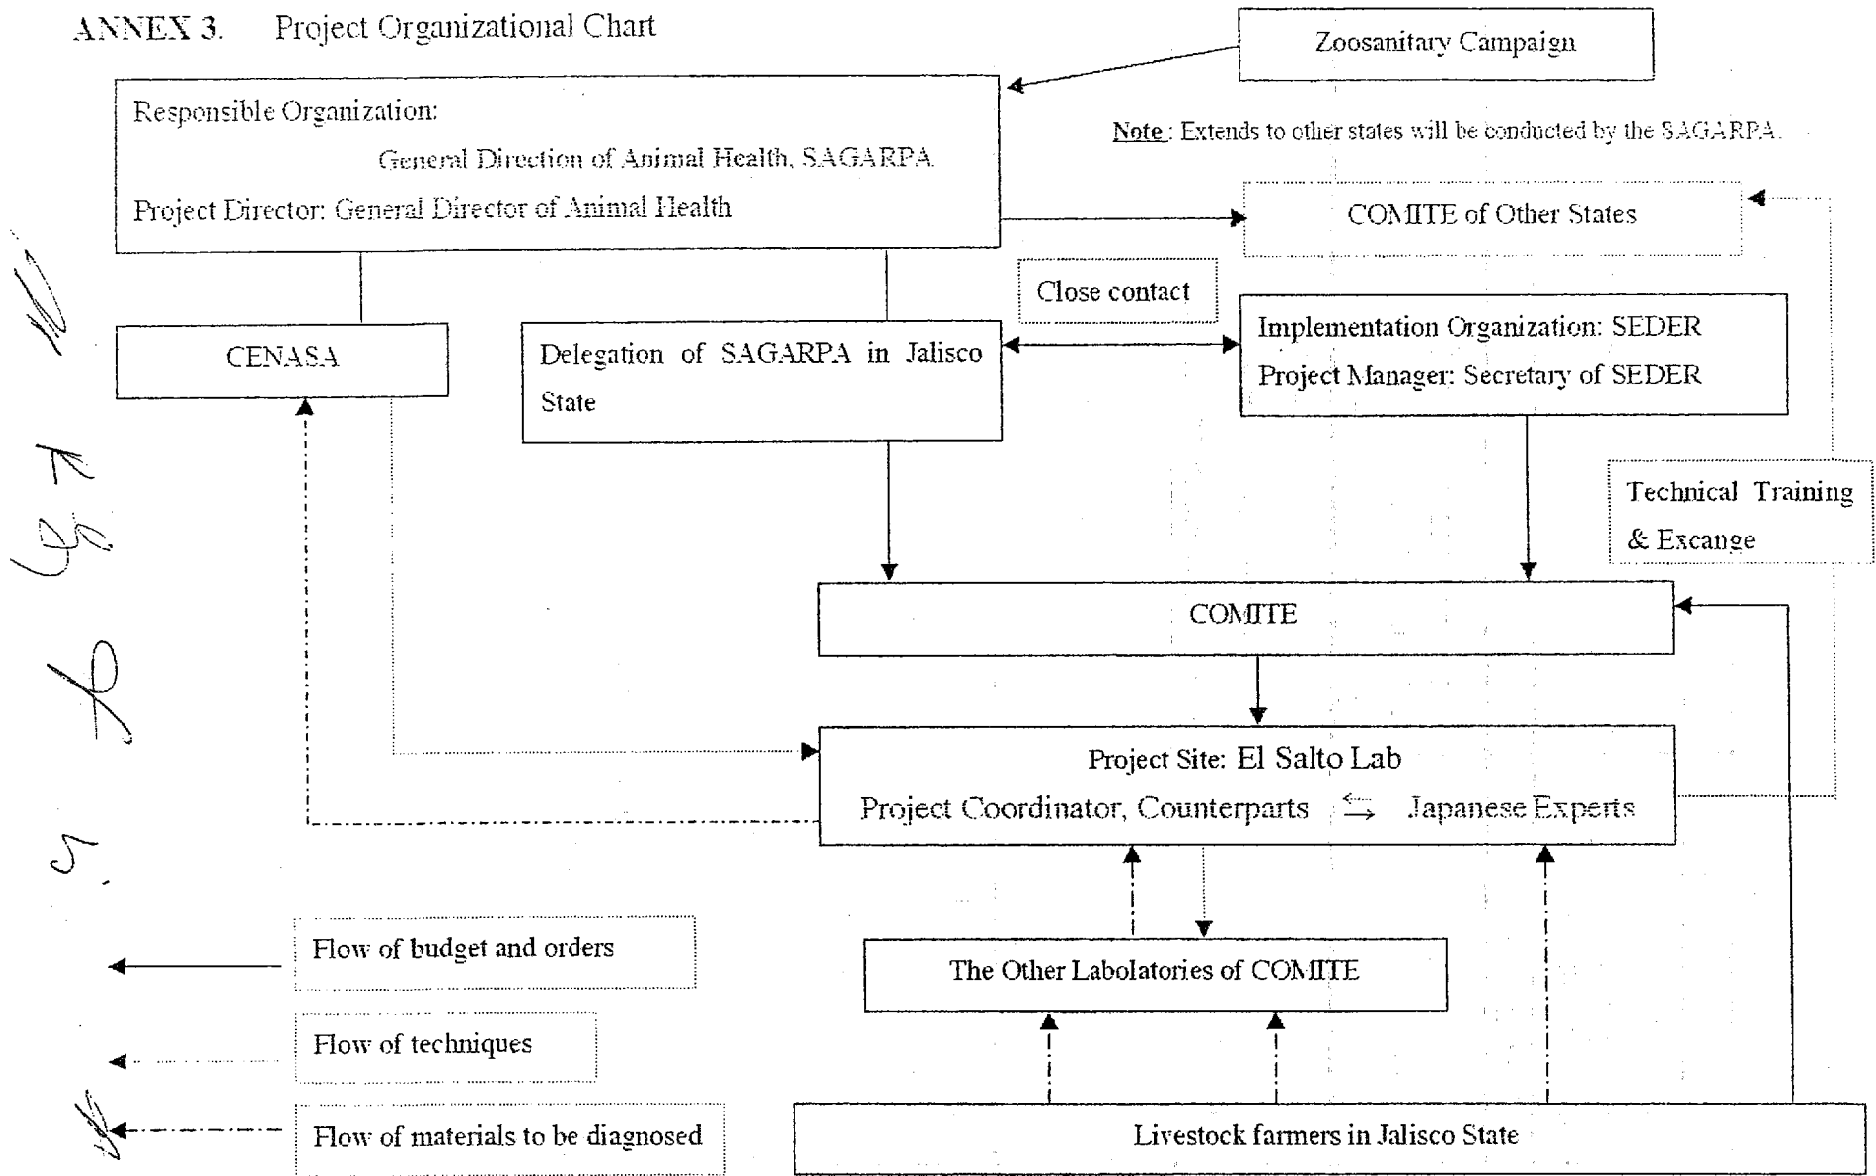 ANNEX 3. Project Organizational Chart
Zoosanitary Campaign
Responsible Organization:
General Direction of Animal Health, SAGARPA
Project Director: General Director of Animal Health
Note: Extends to other states will be conducted by the SAGARPA.
COMITE of Other States
Close contact
CENASA
Delegation of SAGARPA in Jalisco
State
Implementation Organization: SEDER
Project Manager: Secretary of SEDER
Technical Training
& Excange
COMITE
Project Site: El Salto Lab
Project Coordinator, Counterparts ⇆ Japanese Experts
Flow of budget and orders
The Other Labolatories of COMITE
Flow of techniques
Flow of materials to be diagnosed
Livestock farmers in Jalisco State